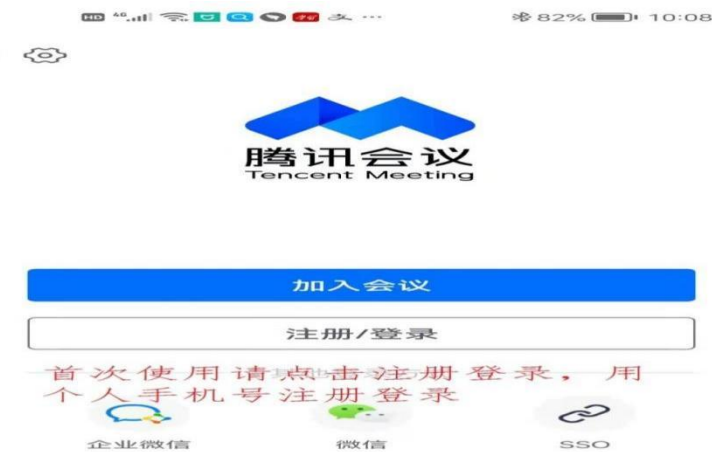 HD 4G 82% 10:08
腾讯会议
Tencent Meeting
加入会议
注册/登录
首次使用请点击注册登录，用
个人手机号注册登录
企业微信 微信 SSO